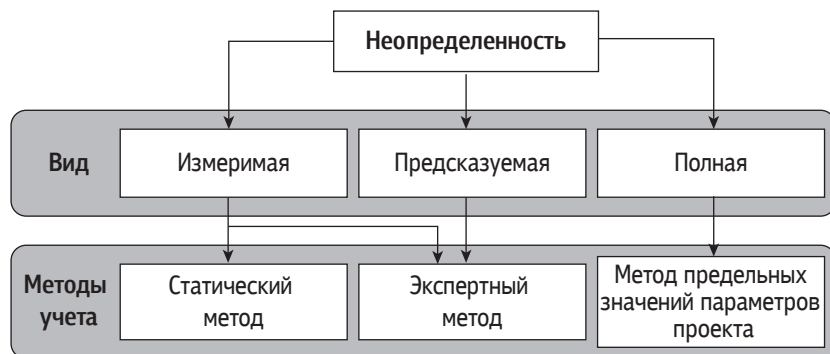 Неопределенность
Вид
Измеримая
Предсказуемая
Полная
Методы
учета
Статический
метод
Экспертный
метод
Метод предельных
значений параметров
проекта